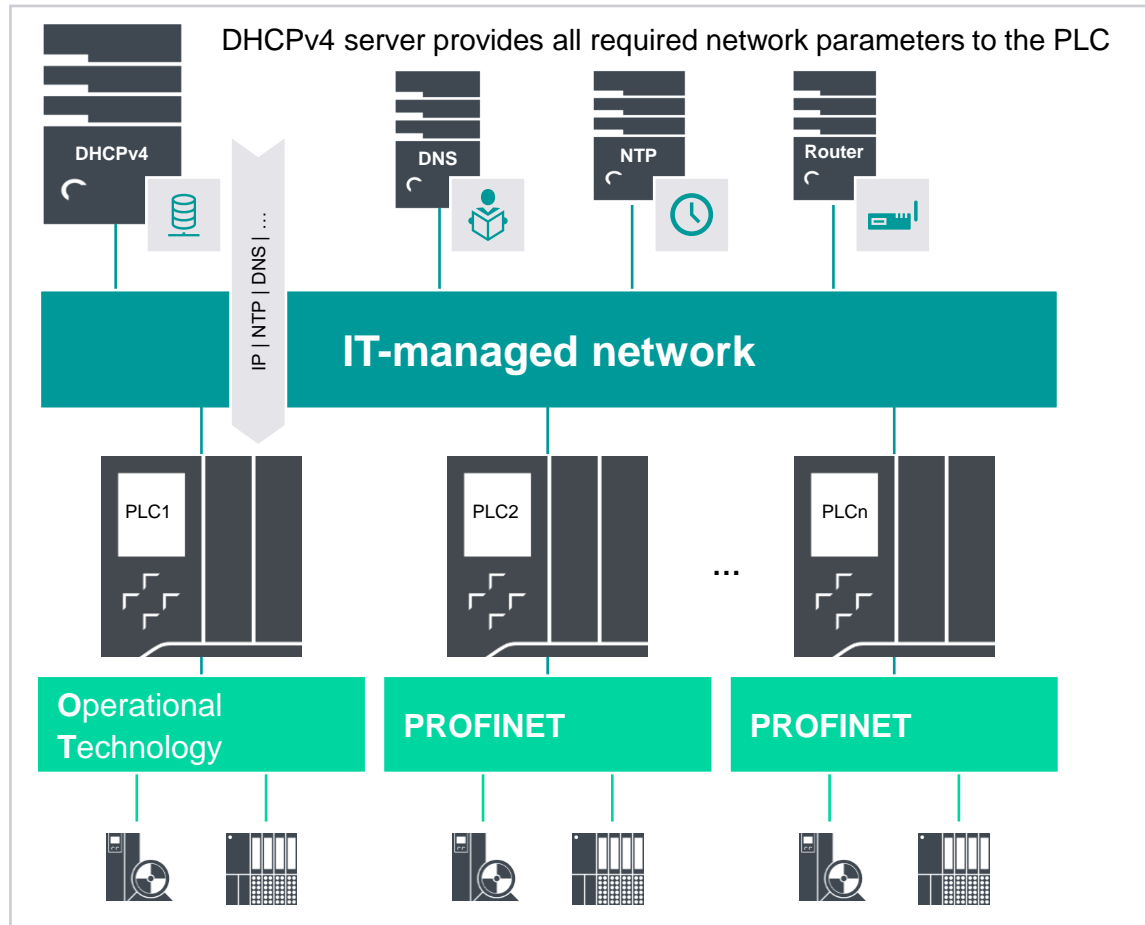 DHCPv4 server provides all required network parameters to the PLC
DHCPv4
DNS
NTP
Router
IP | NTP | DNS | ...
IT-managed network
PLC1
PLC2
PLCn
...
Operational
Technology
PROFINET
PROFINET